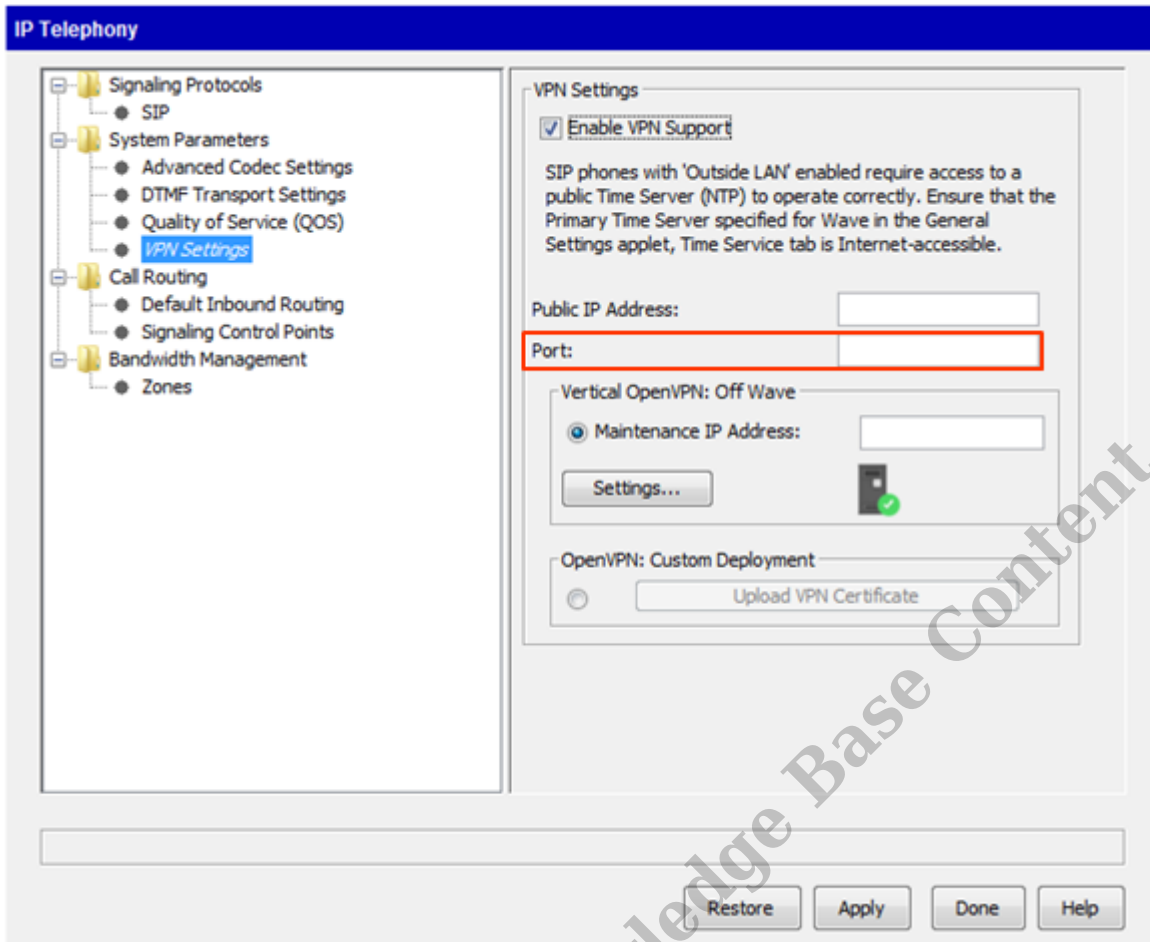 IP Telephony
Signaling Protocols
SIP
System Parameters
Advanced Codec Settings
DTMF Transport Settings
Quality of Service (QOS)
VPN Settings
Call Routing
Default Inbound Routing
Signaling Control Points
Bandwidth Management
Zones
VPN Settings
Enable VPN Support
SIP phones with 'Outside LAN' enabled require access to a
public Time Server (NTP) to operate correctly. Ensure that the
Primary Time Server specified for Wave in the General
Settings applet, Time Service tab is Internet-accessible.
Public IP Address:
Port:
Vertical OpenVPN: Off Wave
Maintenance IP Address:
Settings...
OpenVPN: Custom Deployment
Upload VPN Certificate
Restore
Apply
Done
Help
Base Content